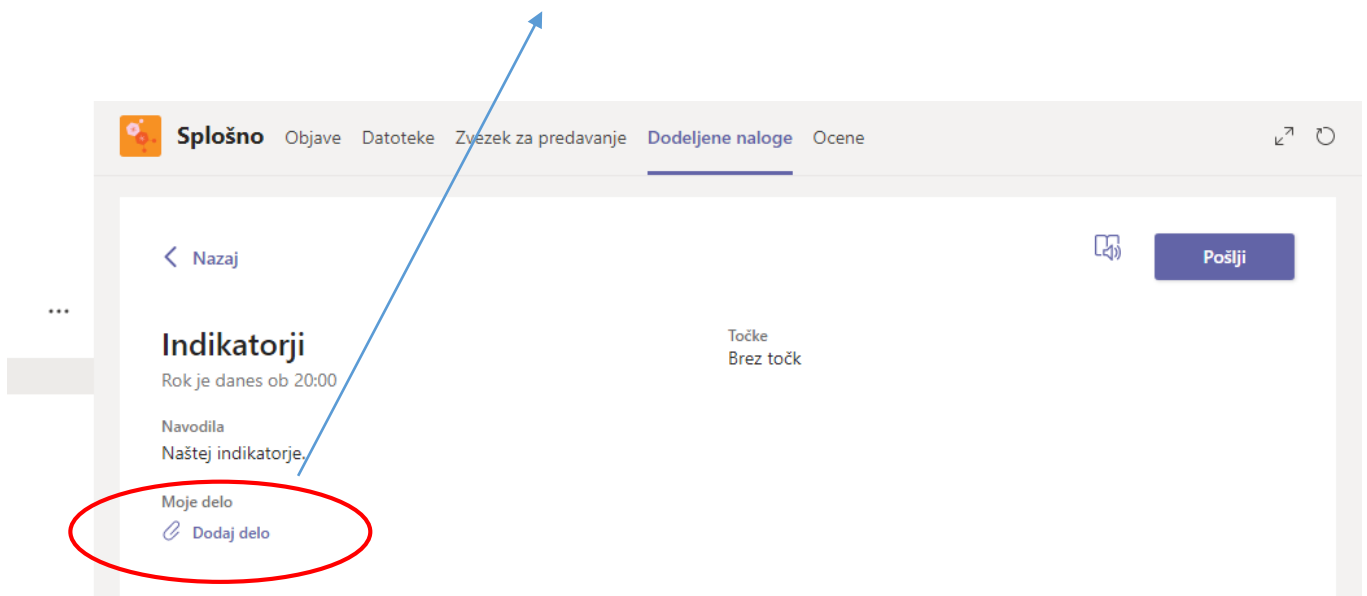 Splošno Objave Datoteke Zvezek za predavanje Dodeljene naloge Ocene
Nazaj
Pošlji
...
Indikatorji
Rok je danes ob 20:00
Točke
Brez točk
Navodila
Naštej indikatorje.
Moje delo
Dodaj delo